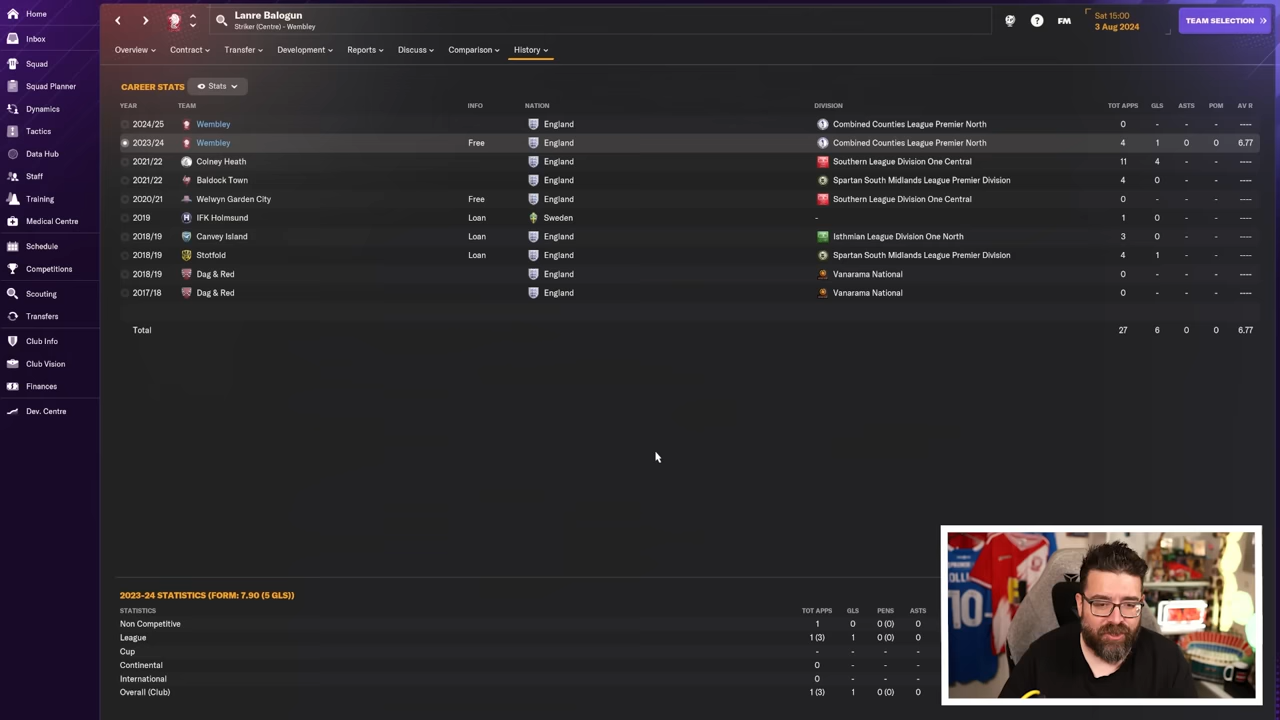 Home
Inbox
Squad
Squad Planner
Dynamics
Tactics
Data Hub
Staff
Training
Medical Centre
Schedule
Competitions
Scouting
Transfers
Club Info
Club Vision
Finances
Dev. Centre
Lanre Balogun
Striker (Centre) - Wembley
FM
Sat 15:00
3 Aug 2024
TEAM SELECTION
Overview Contract Transfer Development Reports Discuss Comparison History
CAREER STATS Stats
YEAR TEAM INFO NATION DIVISION TOT APPS GLS ASTS POM AV R
2024/25 Wembley England Combined Counties League Premier North 0 - - - ----
2023/24 Wembley Free England Combined Counties League Premier North 4 1 0 0 6.77
2021/22 Colney Heath England Southern League Division One Central 11 4 - - ----
2021/22 Baldock Town England Spartan South Midlands League Premier Division 4 0 - - ----
2020/21 Welwyn Garden City Free England Southern League Division One Central 0 - - - ----
2019 IFK Holmsund Loan Sweden - 1 0 - - ----
2018/19 Canvey Island Loan England Isthmian League Division One North 3 0 - - ----
2018/19 Stotfold Loan England Spartan South Midlands League Premier Division 4 1 - - ----
2018/19 Dag & Red England Vanarama National 0 - - - ----
2017/18 Dag & Red England Vanarama National 0 - - - ----
Total 27 6 0 0 6.77
2023-24 STATISTICS (FORM: 7.90 (5 GLS))
STATISTICS TOT APPS GLS PENS ASTS
Non Competitive 1 0 0 (0) 0
League 1 (3) 1 0 (0) 0
Cup - - - -
Continental 0 - - -
International 0 - - -
Overall (Club) 1 (3) 1 0 (0) 0